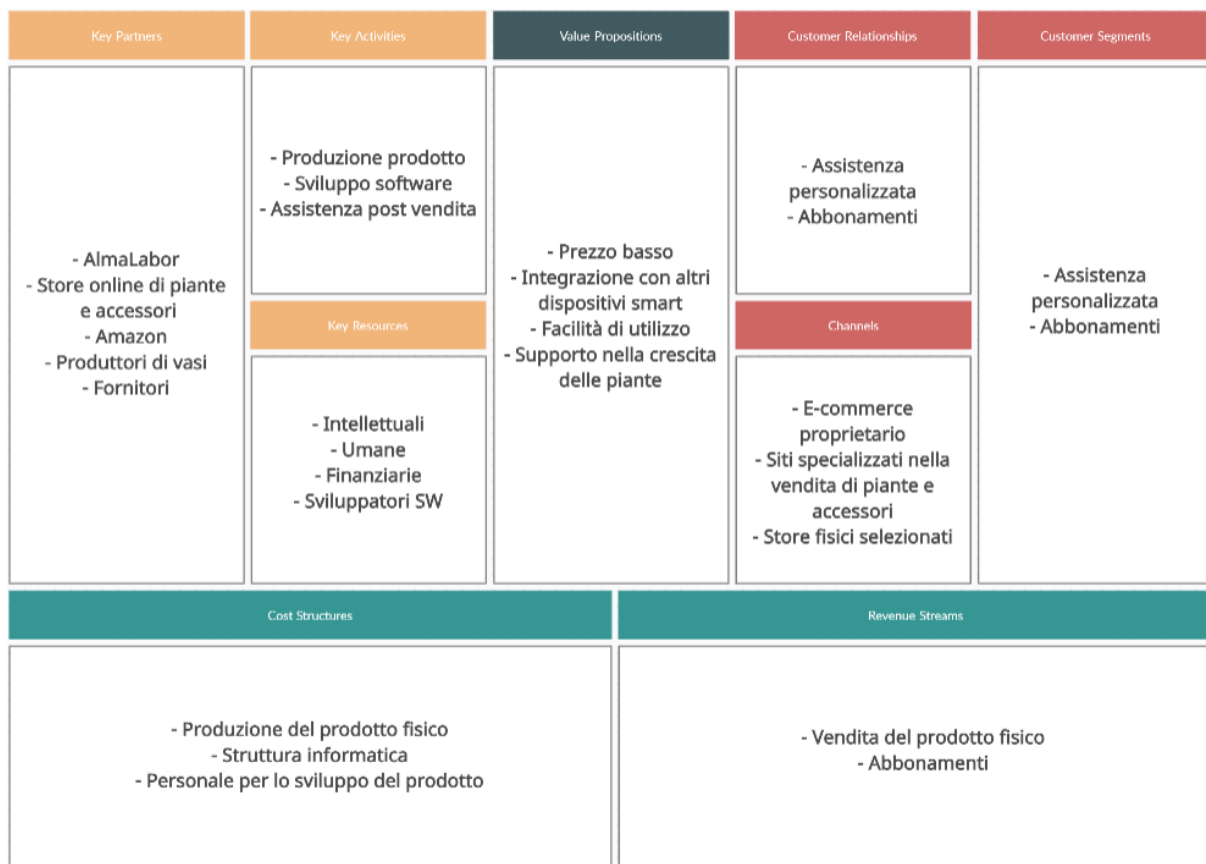 Key Partners
- AlmaLabor
- Store online di piante
e accessori
- Amazon
- Produttori di vasi
- Fornitori
Key Activities
- Produzione prodotto
- Sviluppo software
- Assistenza post vendita
Key Resources
- Intellettuali
- Umane
- Finanziarie
- Sviluppatori SW
Value Propositions
- Prezzo basso
- Integrazione con altri
dispositivi smart
- Facilità di utilizzo
- Supporto nella crescita
delle piante
Customer Relationships
- Assistenza
personalizzata
- Abbonamenti
Channels
- E-commerce
proprietario
- Siti specializzati nella
vendita di piante e
accessori
- Store fisici selezionati
Customer Segments
- Assistenza
personalizzata
- Abbonamenti
Cost Structures
- Produzione del prodotto fisico
- Struttura informatica
- Personale per lo sviluppo del prodotto
Revenue Streams
- Vendita del prodotto fisico
- Abbonamenti